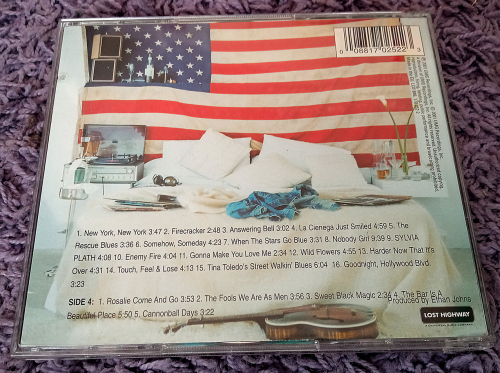 0 08817 02522 3
1. New York, New York 3:47 2. Firecracker 2:48 3. Answering Bell 3:02 4. La Cienega Just Smiled 4:59 5. The
Rescue Blues 3:36 6. Somehow, Someday 4:23 7. When The Stars Go Blue 3:31 8. Nobody Girl 9:39 9. SYLVIA
PLATH 4:08 10. Enemy Fire 4:04 11. Gonna Make You Love Me 2:34 12. Wild Flowers 4:55 13. Harder Now That It's
Over 4:31 14. Touch, Feel & Lose 4:13 15. Tina Toledo's Street Walkin' Blues 6:04 16. Goodnight, Hollywood Blvd.
3:23
SIDE 4: 1. Rosalie Come And Go 3:53 2. The Fools We Are As Men 3:56 3. Sweet Black Magic 2:34 4. The Bar Is A
Beautiful Place 5:50 5. Cannonball Days 3:22
Produced by Ethan Johns
LOST HIGHWAY